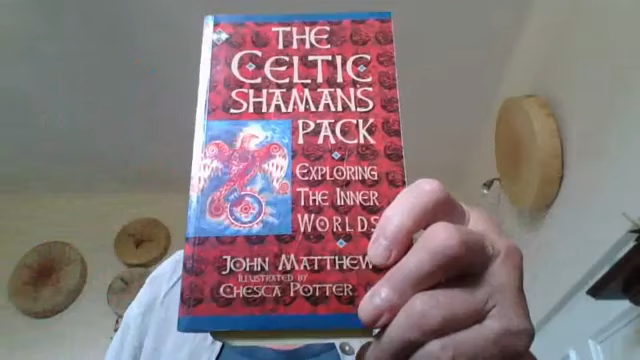 THE
CELTIC
SHAMANS
PACK
EXPLORING
THE INNER
WORLDS
JOHN MATTHEW
ILLUSTRATED BY
CHESCA POTTER